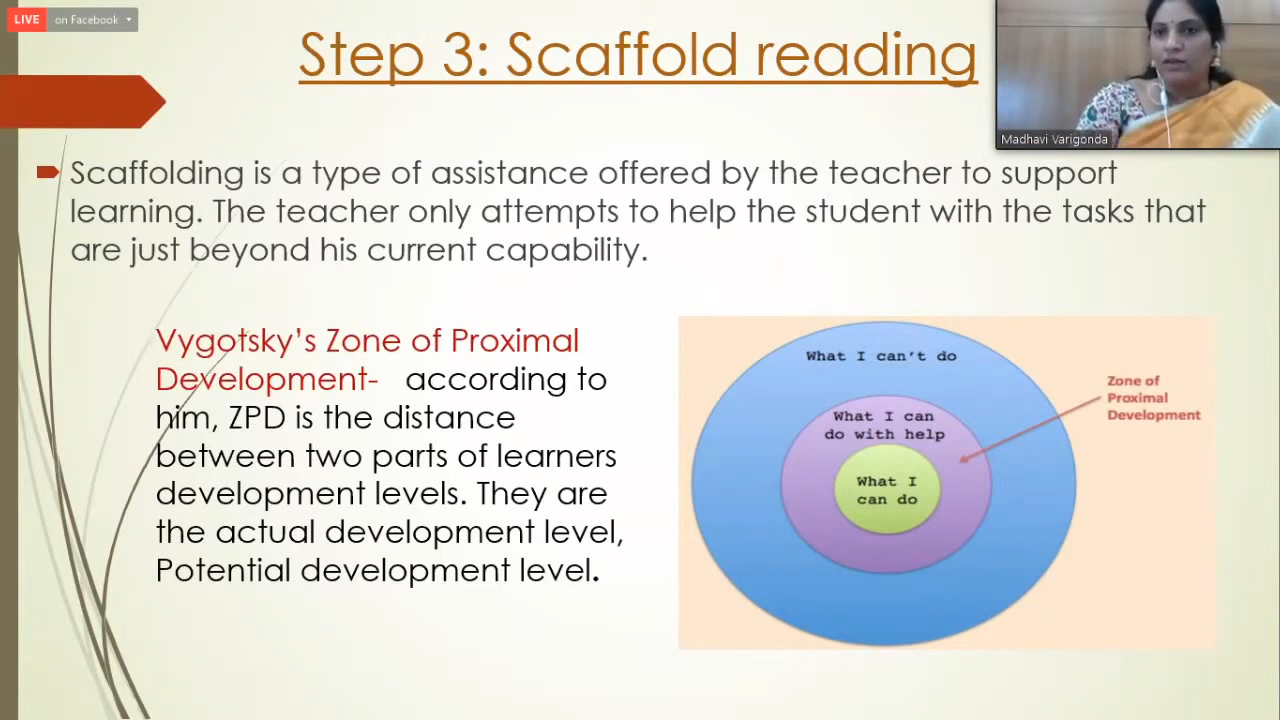 LIVE on Facebook
Step 3: Scaffold reading
Madhavi Varigonda
Scaffolding is a type of assistance offered by the teacher to support
learning. The teacher only attempts to help the student with the tasks that
are just beyond his current capability.
Vygotsky's Zone of Proximal
Development- according to
him, ZPD is the distance
between two parts of learners
development levels. They are
the actual development level,
Potential development level.
What I can't do
What I can
do with help
What I
can do
Zone of
Proximal
Development